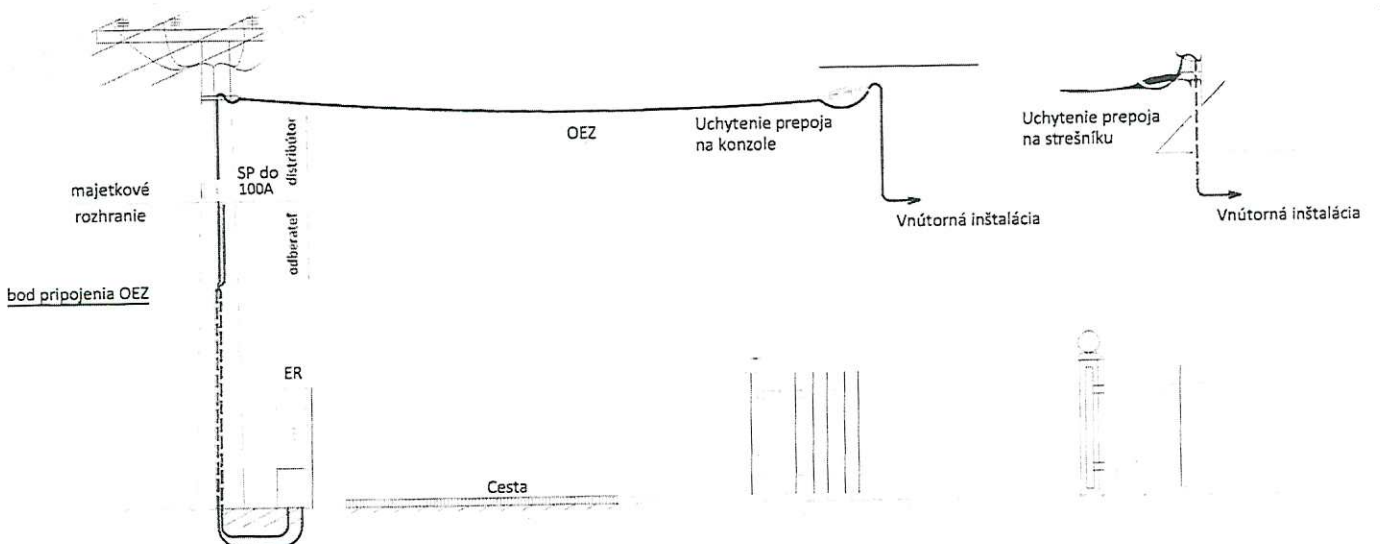 OEZ
Uchytenie prepoja
na konzole
Uchytenie prepoja
na strešníku
SP do
100A
distribútor
majetkové
rozhranie
odberateľ
Vnútorná inštalácia
Vnútorná inštalácia
bod pripojenia OEZ
ER
Cesta